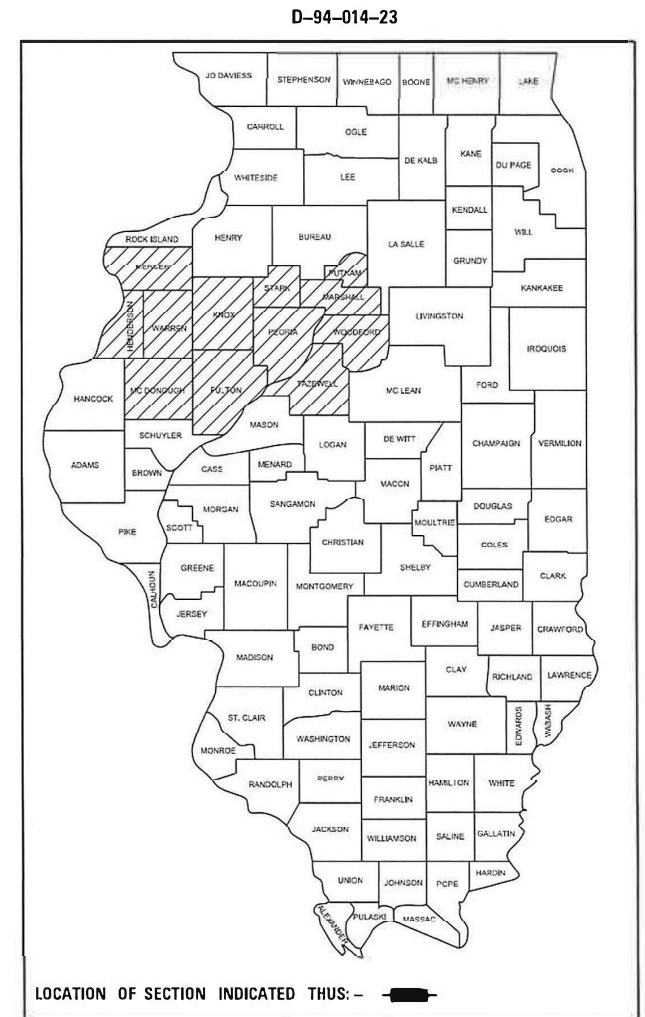 D-94-014-23
JO DAVIESS
STEPHENSON
WINNEBAGO
BOONE
MC HENRY
LAKE
CARROLL
OGLE
DE KALB
KANE
DU PAGE
COOK
WHITESIDE
LEE
KENDALL
ROCK ISLAND
HENRY
BUREAU
LA SALLE
GRUNDY
WILL
MERCER
STARK
PUTNAM
MARSHALL
KANKAKEE
HENDERSON
WARREN
KNOX
PEORIA
WOODFORD
LIVINGSTON
IROQUOIS
HANCOCK
MC DONOUGH
FULTON
TAZEWELL
MC LEAN
FORD
SCHUYLER
MASON
LOGAN
DE WITT
PIATT
CHAMPAIGN
VERMILION
ADAMS
BROWN
CASS
MENARD
MACON
PIKE
SCOTT
MORGAN
SANGAMON
CHRISTIAN
MOULTRIE
DOUGLAS
EDGAR
COLES
CALHOUN
GREENE
MACOUPIN
MONTGOMERY
SHELBY
CUMBERLAND
CLARK
JERSEY
MADISON
BOND
FAYETTE
EFFINGHAM
JASPER
CRAWFORD
CLINTON
MARION
CLAY
RICHLAND
LAWRENCE
ST. CLAIR
WASHINGTON
JEFFERSON
WAYNE
EDWARDS
WABASH
MONROE
RANDOLPH
PERRY
FRANKLIN
HAMILTON
WHITE
JACKSON
WILLIAMSON
SALINE
GALLATIN
UNION
JOHNSON
POPE
HARDIN
ALEXANDER
PULASKI
MASSAC
LOCATION OF SECTION INDICATED THUS: –